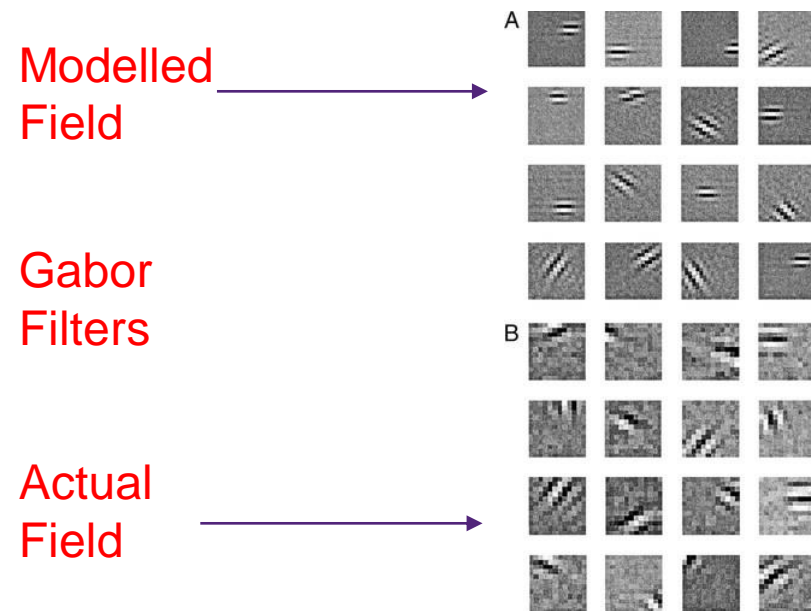 A
Modelled
Field
Gabor
Filters
B
Actual
Field